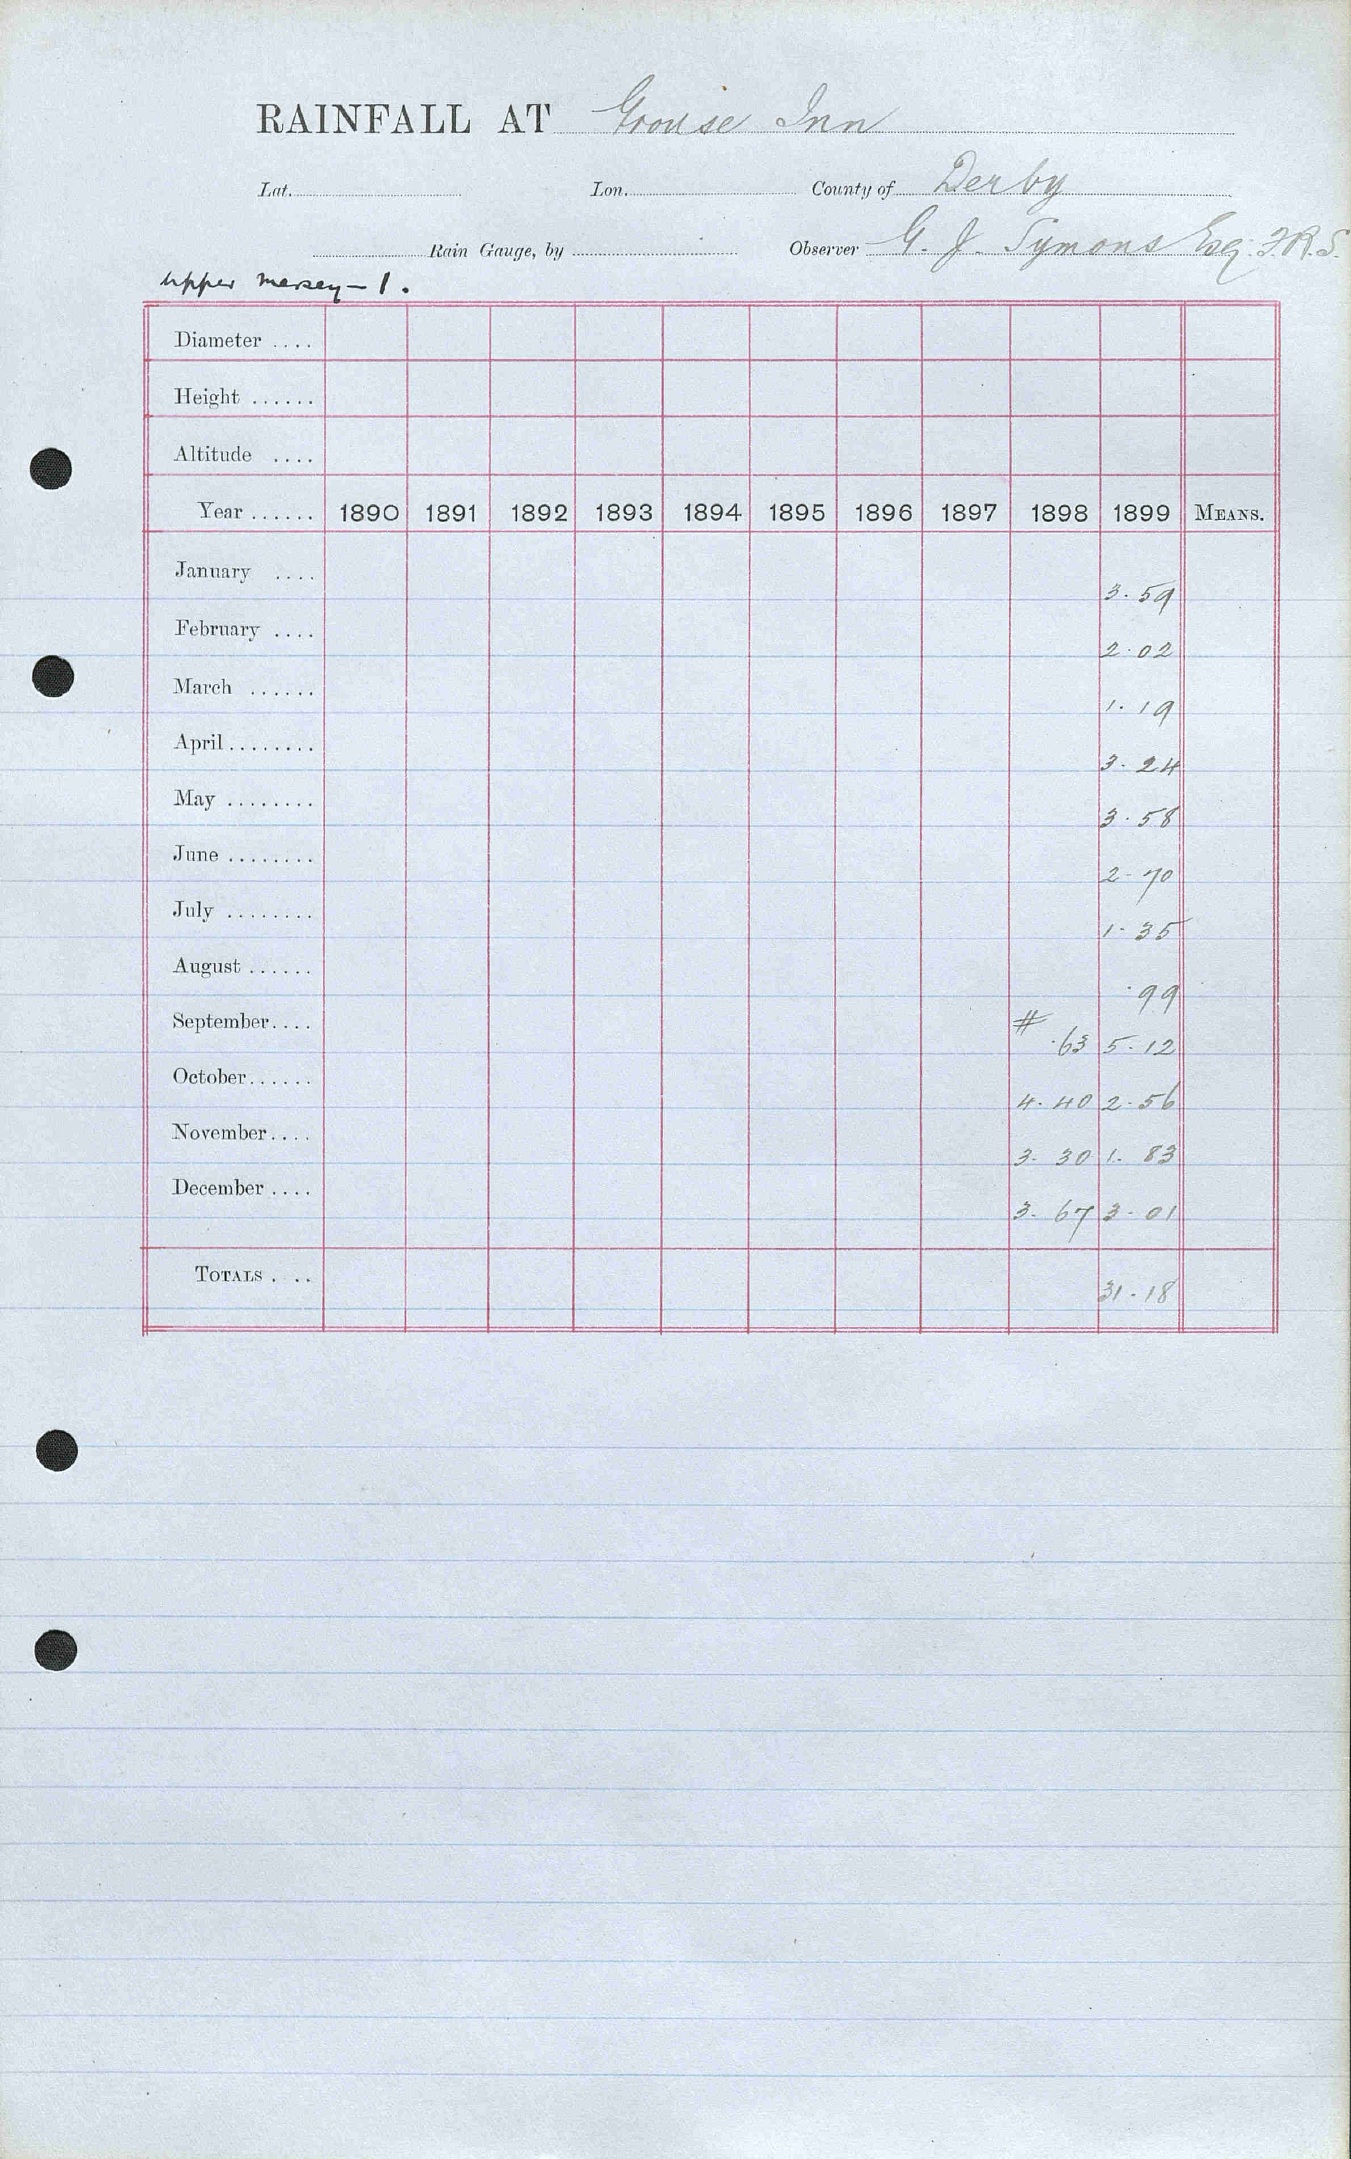 RAINFALL AT Grouse Inn
Lat. Lon. County of Derby
Rain Gauge, by Observer G. J. Symons Esq. F.R.S.
Upper Mersey - 1.
Diameter ....
Height ......
Altitude ....
Year ...... 1890 1891 1892 1893 1894 1895 1896 1897 1898 1899 MEANS.
January .... 3.59
February .... 2.02
March ...... 1.19
April ........ 3.24
May ........ 3.58
June ........ 2.70
July ........ 1.35
August ...... .99
September.... # .63 5.12
October...... 4.40 2.56
November.... 3.30 1.83
December .... 3.67 3.01
TOTALS . .. 31.18